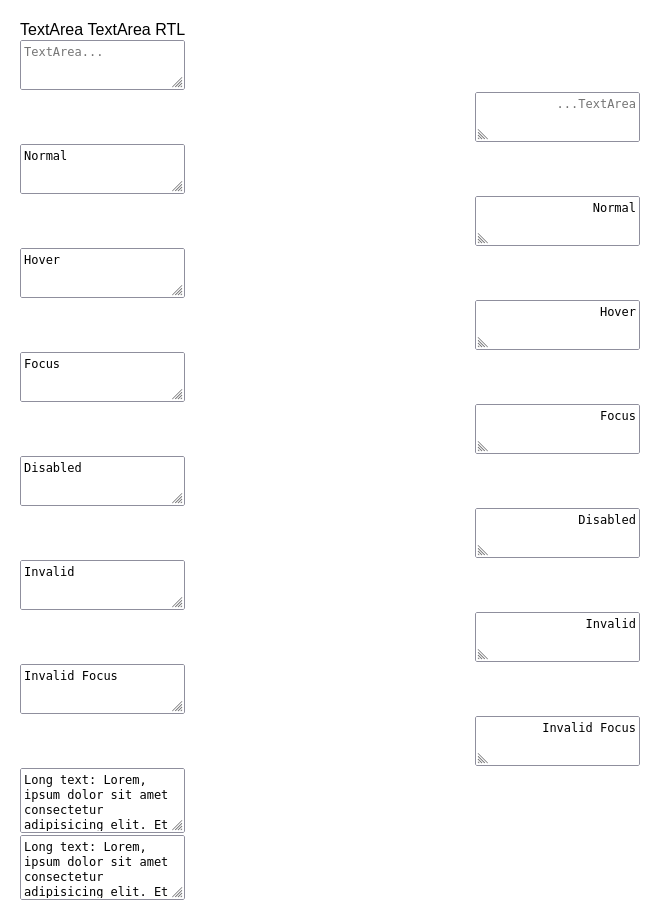 TextArea TextArea RTL
TextArea...
...TextArea
Normal
Normal
Hover
Hover
Focus
Focus
Disabled
Disabled
Invalid
Invalid
Invalid Focus
Invalid Focus
Long text: Lorem,
ipsum dolor sit amet
consectetur
adipisicing elit. Et
Long text: Lorem,
ipsum dolor sit amet
consectetur
adipisicing elit. Et